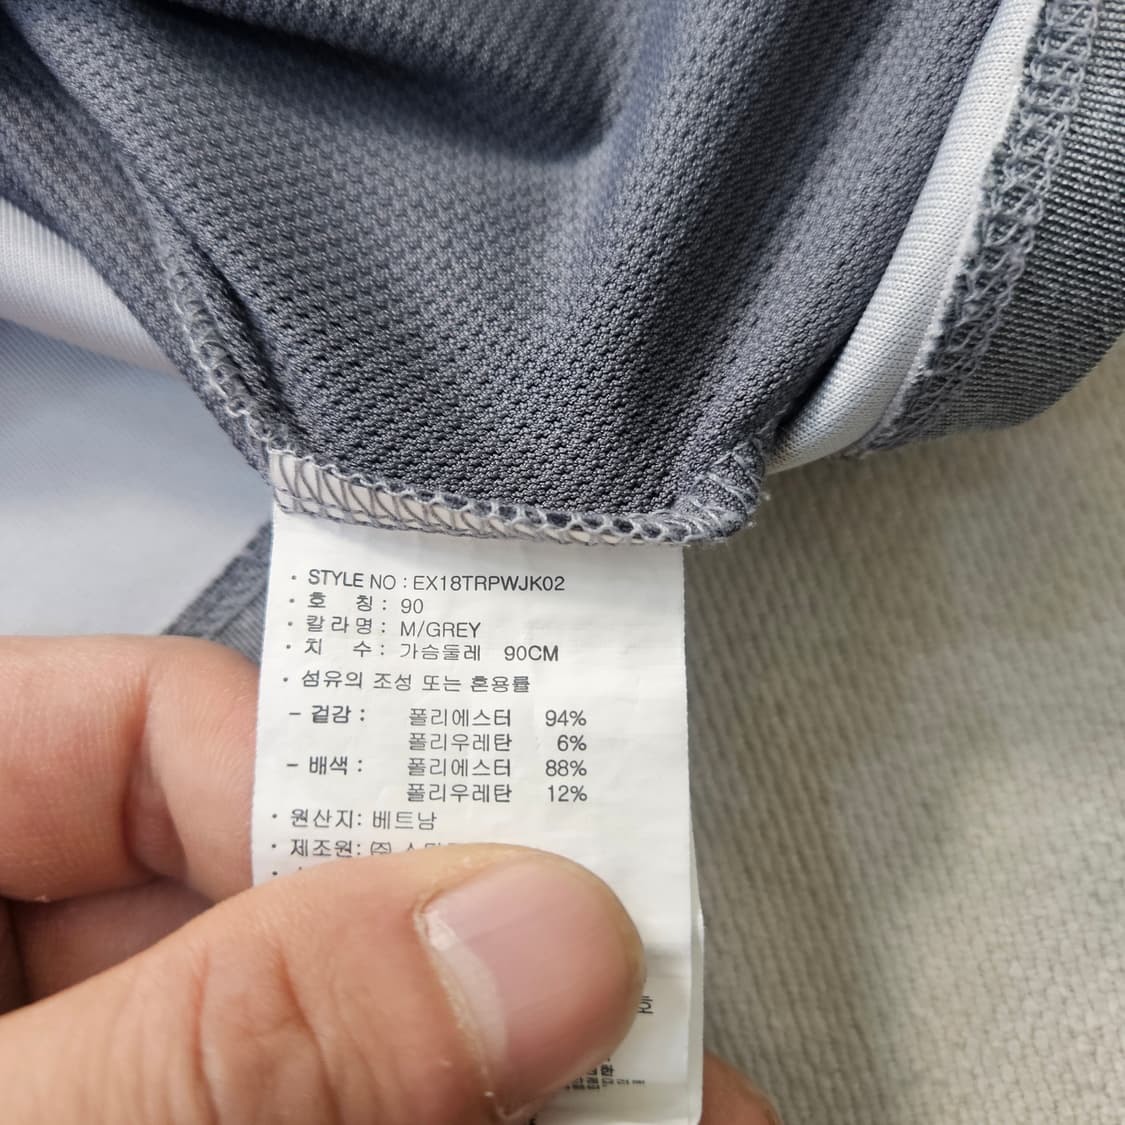 · STYLE NO : EX18TRPWJK02
· 호 칭 : 90
· 칼라명 : M/GREY
· 치 수 : 가슴둘레 90CM
· 섬유의 조성 또는 혼용률
- 겉감 : 폴리에스터 94%
폴리우레탄 6%
- 배색 : 폴리에스터 88%
폴리우레탄 12%
· 원산지: 베트남
· 제조원: ㈜
호